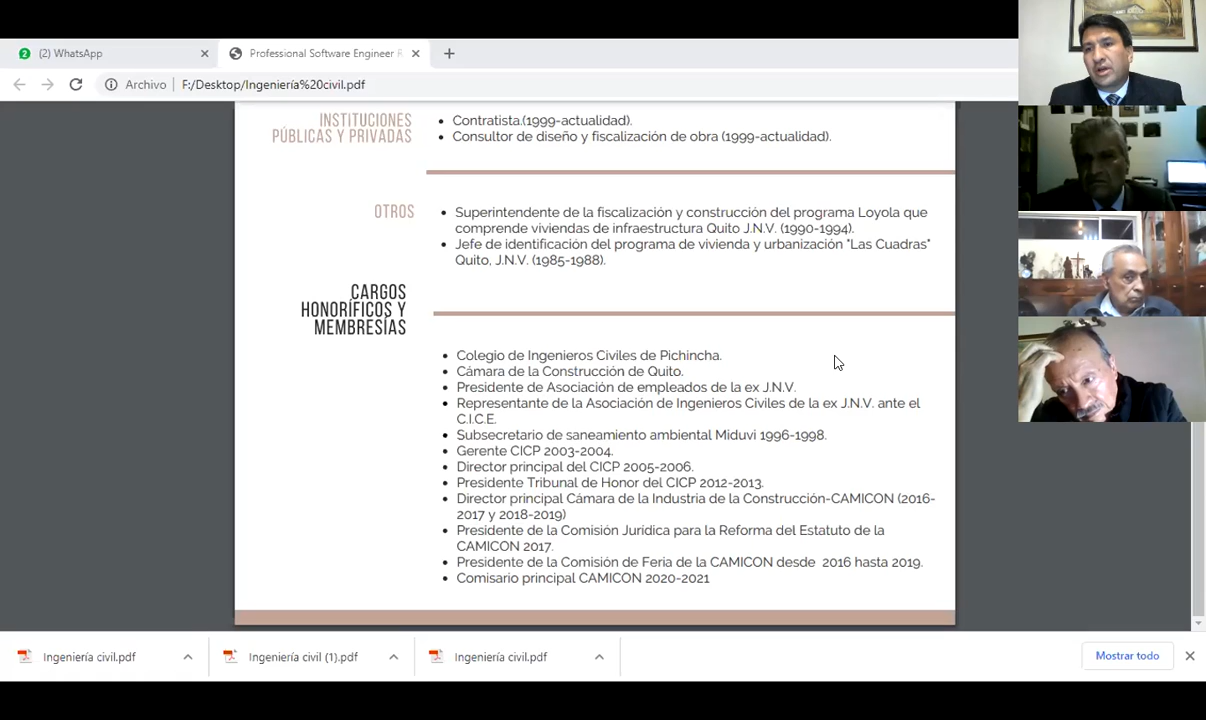 (2) WhatsApp
Professional Software Engineer R
Archivo
F:/Desktop/Ingeniería%20civil.pdf
INSTITUCIONES
PÚBLICAS Y PRIVADAS
Contratista.(1999-actualidad).
Consultor de diseño y fiscalización de obra (1999-actualidad).
OTROS
Superintendente de la fiscalización y construcción del programa Loyola que
comprende viviendas de infraestructura Quito J.N.V. (1990-1994).
Jefe de identificación del programa de vivienda y urbanización "Las Cuadras"
Quito, J.N.V. (1985-1988).
CARGOS
HONORÍFICOS Y
MEMBRESÍAS
Colegio de Ingenieros Civiles de Pichincha.
Cámara de la Construcción de Quito.
Presidente de Asociación de empleados de la ex J.N.V.
Representante de la Asociación de Ingenieros Civiles de la ex J.N.V. ante el
C.I.C.E.
Subsecretario de saneamiento ambiental Miduvi 1996-1998.
Gerente CICP 2003-2004.
Director principal del CICP 2005-2006.
Presidente Tribunal de Honor del CICP 2012-2013.
Director principal Cámara de la Industria de la Construcción-CAMICON (2016-
2017 y 2018-2019)
Presidente de la Comisión Jurídica para la Reforma del Estatuto de la
CAMICON 2017.
Presidente de la Comisión de Feria de la CAMICON desde 2016 hasta 2019.
Comisario principal CAMICON 2020-2021
Ingeniería civil.pdf
Ingeniería civil (1).pdf
Ingeniería civil.pdf
Mostrar todo